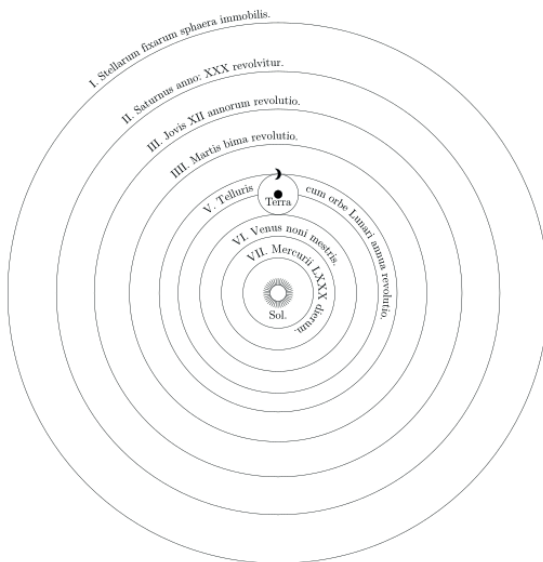 I. Stellarum fixarum sphaera immobilis.
II. Saturnus anno: XXX revolvitur.
III. Jovis XII annorum revolutio.
IIII. Martis bima revolutio.
V. Telluris cum orbe Lunari annua revolutio.
Terra
VI. Venus noni mestris.
VII. Mercurii LXXX dierum.
Sol.